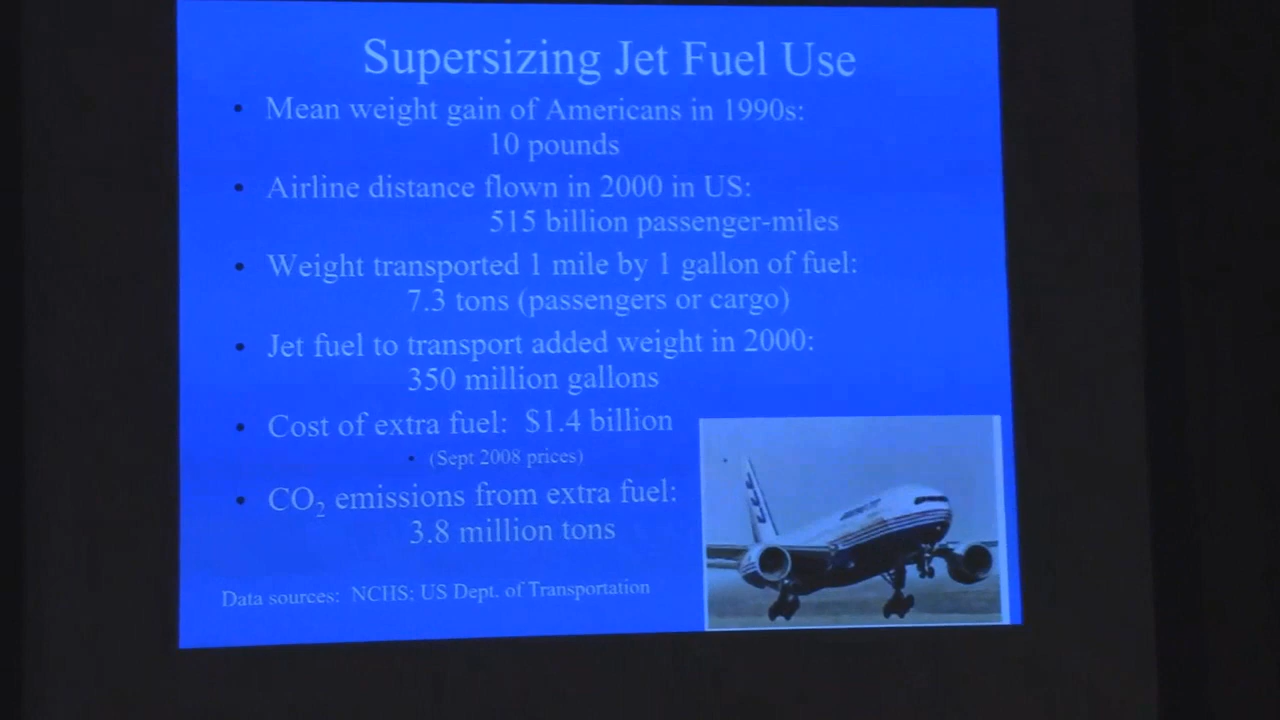 Supersizing Jet Fuel Use
• Mean weight gain of Americans in 1990s:
10 pounds
• Airline distance flown in 2000 in US:
515 billion passenger-miles
• Weight transported 1 mile by 1 gallon of fuel:
7.3 tons (passengers or cargo)
• Jet fuel to transport added weight in 2000:
350 million gallons
• Cost of extra fuel: $1.4 billion
• (Sept 2008 prices)
• CO₂ emissions from extra fuel:
3.8 million tons
Data sources: NCHS; US Dept. of Transportation